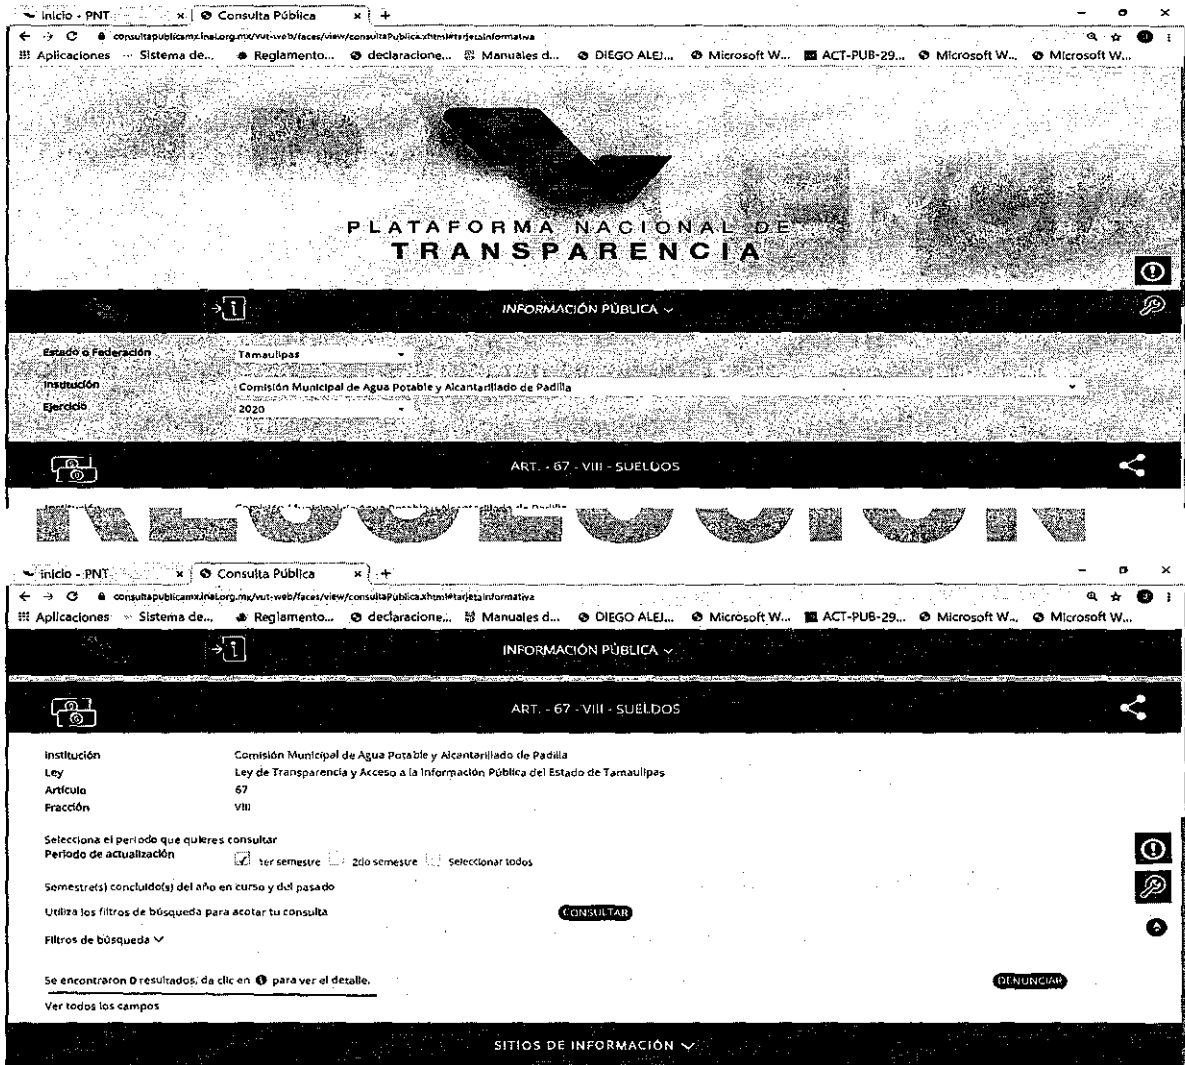 Inicio - PNT × Consulta Pública × +
consultapublicamx.inai.org.mx/vut-web/faces/view/consultaPublica.xhtml#tarjetaInformativa
Aplicaciones Sistema de... Reglamento... declaracione... Manuales d... DIEGO ALEJ... Microsoft W... ACT-PUB-29... Microsoft W... Microsoft W...
PLATAFORMA NACIONAL DE
TRANSPARENCIA
INFORMACIÓN PÚBLICA
Estado o Federación Tamaulipas
Institución Comisión Municipal de Agua Potable y Alcantarillado de Padilla
Ejercicio 2020
ART. - 67 - VIII - SUELDOS
RESOLUCIÓN
Inicio - PNT × Consulta Pública × +
consultapublicamx.inai.org.mx/vut-web/faces/view/consultaPublica.xhtml#tarjetaInformativa
Aplicaciones Sistema de... Reglamento... declaracione... Manuales d... DIEGO ALEJ... Microsoft W... ACT-PUB-29... Microsoft W... Microsoft W...
INFORMACIÓN PÚBLICA
ART. - 67 - VIII - SUELDOS
Institución Comisión Municipal de Agua Potable y Alcantarillado de Padilla
Ley Ley de Transparencia y Acceso a la Información Pública del Estado de Tamaulipas
Artículo 67
Fracción VIII
Selecciona el periodo que quieres consultar
Periodo de actualización 1er semestre 2do semestre Seleccionar todos
Semestre(s) concluido(s) del año en curso y del pasado
Utiliza los filtros de búsqueda para acotar tu consulta CONSULTAR
Filtros de búsqueda
Se encontraron 0 resultados, da clic en para ver el detalle. DENUNCIAR
Ver todos los campos
SITIOS DE INFORMACIÓN